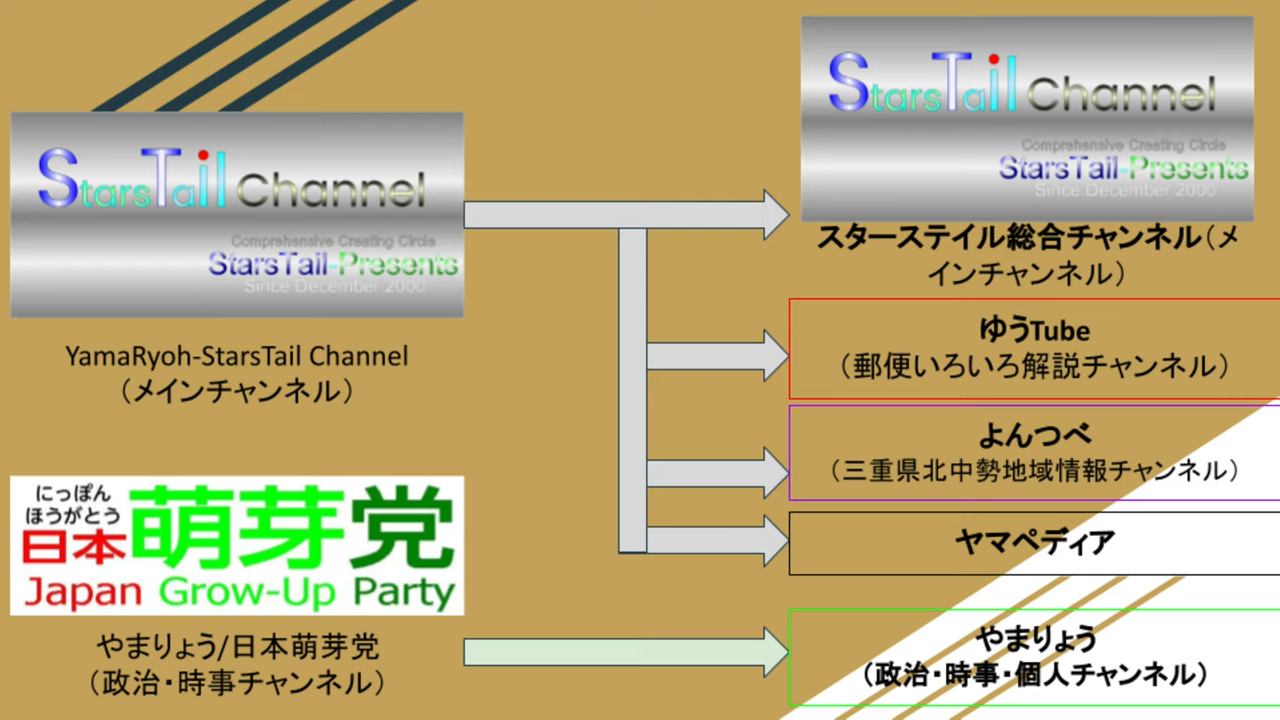 StarsTail Channel
Comprehensive Creating Circle
StarsTail-Presents
Since December 2000
YamaRyoh-StarsTail Channel
（メインチャンネル）
にっぽん
ほうがとう
日本萌芽党
Japan Grow-Up Party
やまりょう/日本萌芽党
（政治・時事チャンネル）
StarsTail Channel
Comprehensive Creating Circle
StarsTail-Presents
Since December 2000
スターステイル総合チャンネル（メ
インチャンネル）
ゆうTube
（郵便いろいろ解説チャンネル）
よんつべ
（三重県北中勢地域情報チャンネル）
ヤマペディア
やまりょう
（政治・時事・個人チャンネル）